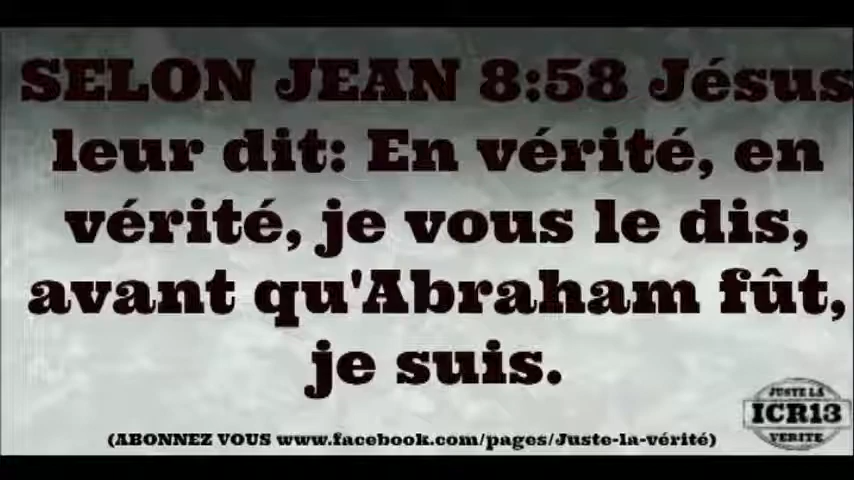 SELON JEAN 8:58 Jésus
leur dit: En vérité, en
vérité, je vous le dis,
avant qu'Abraham fût,
je suis.
(ABONNEZ VOUS www.facebook.com/pages/Juste-la-vérité)
JUSTE LA
ICR13
VERITE